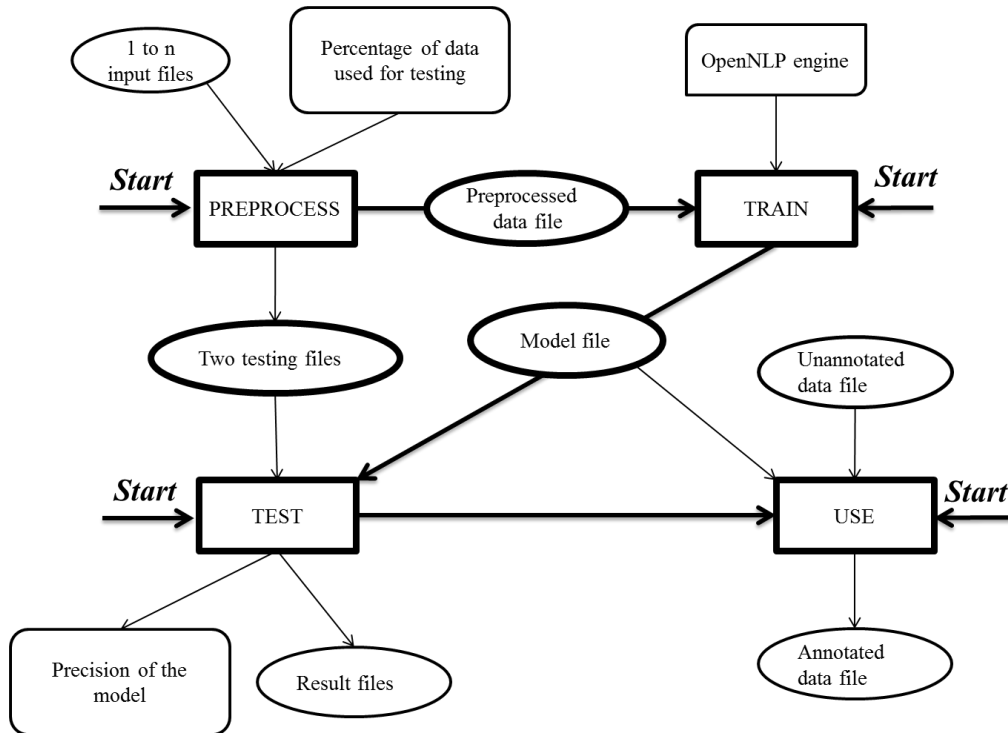 1 to n
input files
Percentage of data
used for testing
OpenNLP engine
Start
PREPROCESS
Preprocessed
data file
TRAIN
Start
Two testing files
Model file
Unannotated
data file
Start
TEST
USE
Start
Precision of the
model
Result files
Annotated
data file